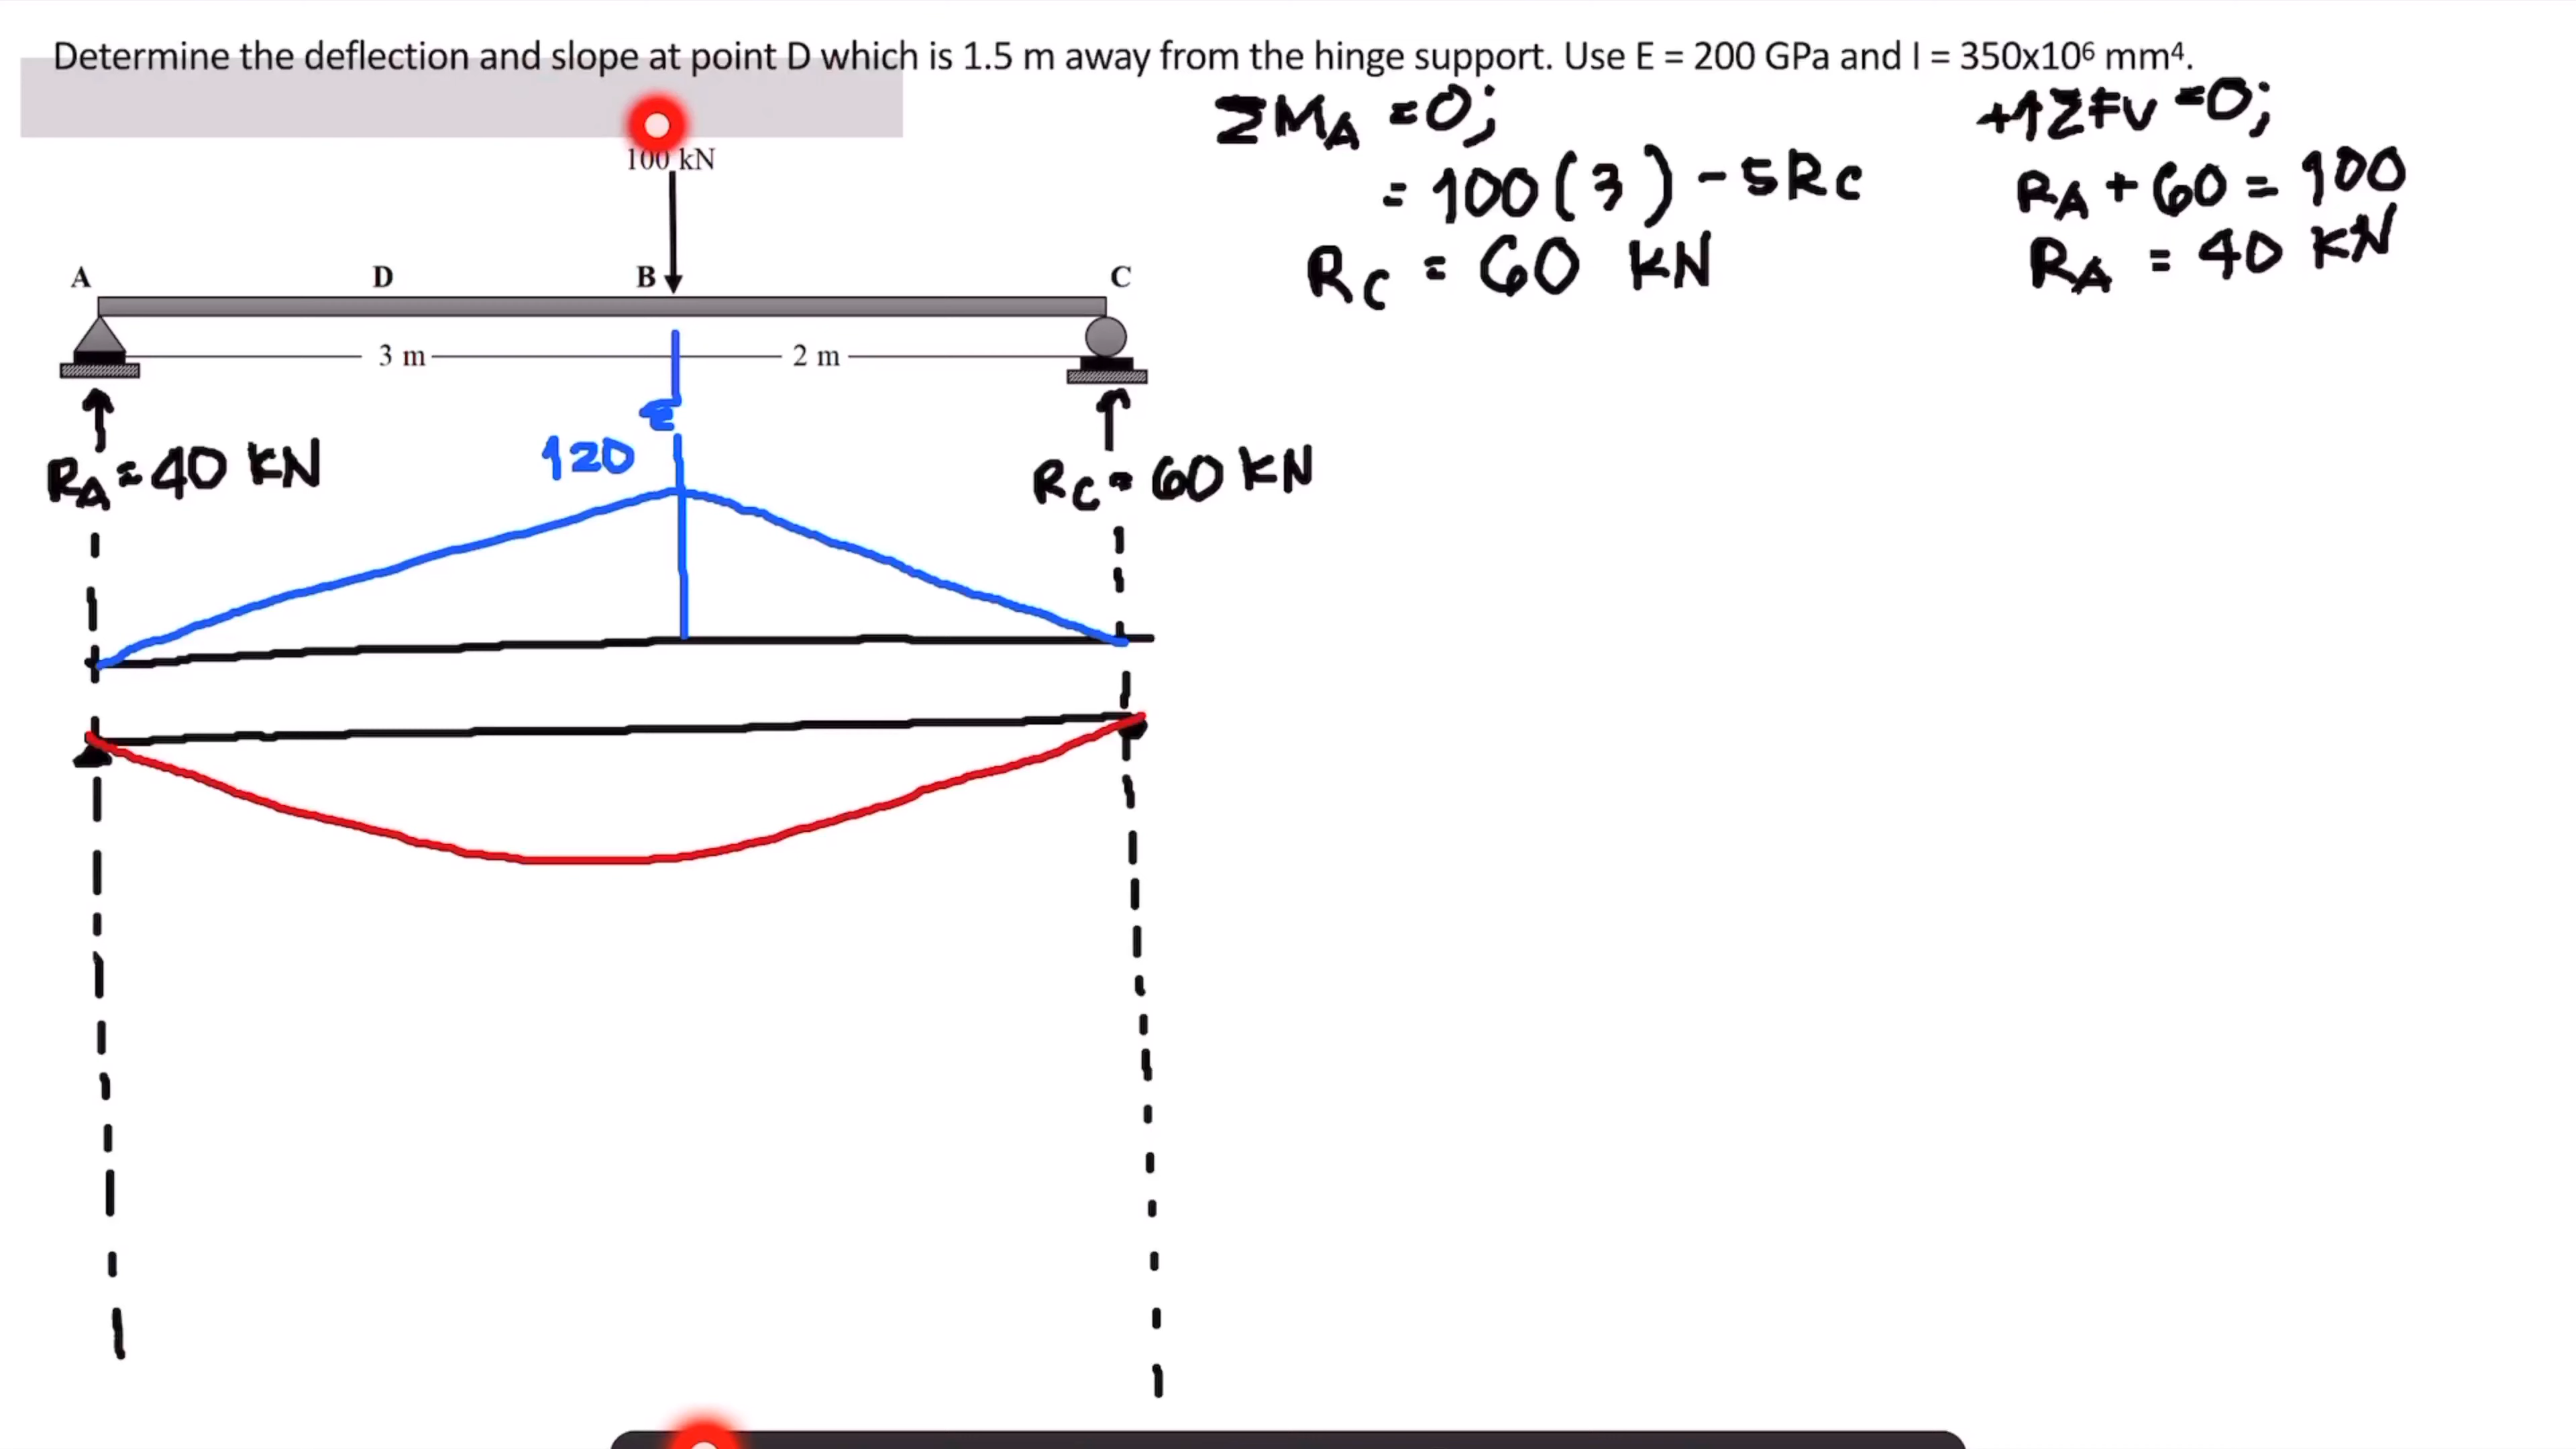 Determine the deflection and slope at point D which is 1.5 m away from the hinge support. Use E = 200 GPa and I = 350x10⁶ mm⁴.
ΣMA = 0;
= 100(3) - 5RC
RC = 60 KN
+↑ΣFV = 0;
RA + 60 = 100
RA = 40 KN
100 kN
A
D
B
C
3 m
2 m
RA = 40 KN
120
RC = 60 KN